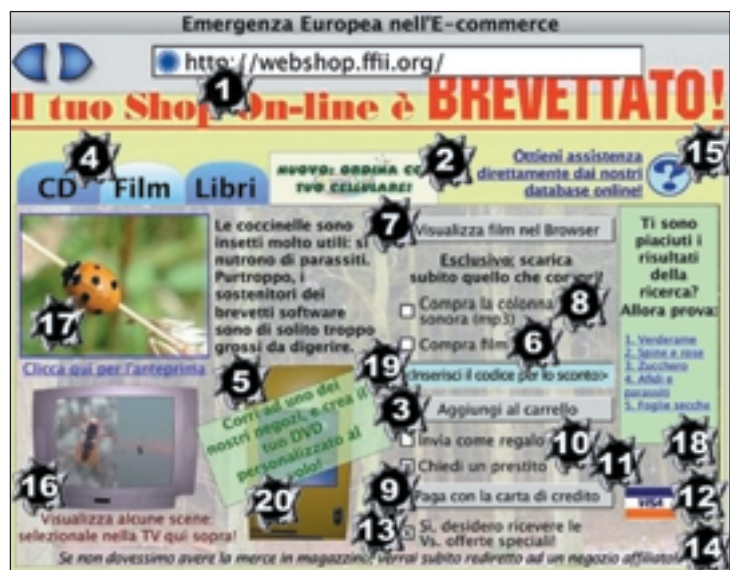 Emergenza Europea nell'E-commerce
http://webshop.ffii.org/
1
Il tuo Shop On-line è BREVETTATO!
4
2
15
CD
Film
Libri
NUOVO: ORDINA
TUO CELLULARE!
Ottieni assistenza
direttamente dai nostri
database online!
?
17
Le coccinelle sono
insetti molto utili: si
nutrono di parassiti.
Purtroppo, i
sostenitori dei
brevetti software
sono di solito troppo
grossi da digerire.
7
Visualizza film nel Browser
Esclusivo: scarica
subito quello che
Compra la colonna
sonora (mp3)
8
Compra film
6
19
<Inserisci il codice per lo sconto>
3
Aggiungi al carrello
Invia come regalo
10
Chiedi un prestito
11
9
Paga con la carta di credito
VISA
12
13
Si, desidero ricevere le
Vs. offerte speciali!
Ti sono
piaciuti i
risultati
della
ricerca?
Allora prova:
1. Verderame
2. Spine e rose
3. Zucchero
4. Afidi e
parassiti
5. Foglie secche
18
Clicca qui per l'anteprima
5
Corri ad uno dei
nostri negozi, e crea il
tuo DVD
personalizzato al
volo!
20
16
Visualizza alcune scene:
selezionale nella TV qui sopra!
Se non dovessimo avere la merce in magazzino, verrai subito rediretto ad un negozio affiliato
14